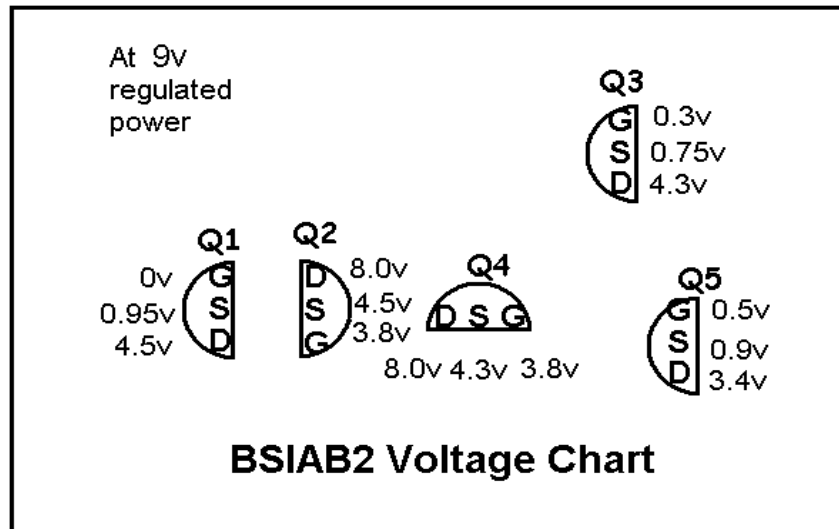 At 9v
regulated
power
Q3
G 0.3v
S 0.75v
D 4.3v
Q1
0v G
0.95v S
4.5v D
Q2
D 8.0v
S 4.5v
G 3.8v
Q4
D S G
8.0v 4.3v 3.8v
Q5
G 0.5v
S 0.9v
D 3.4v
BSIAB2 Voltage Chart